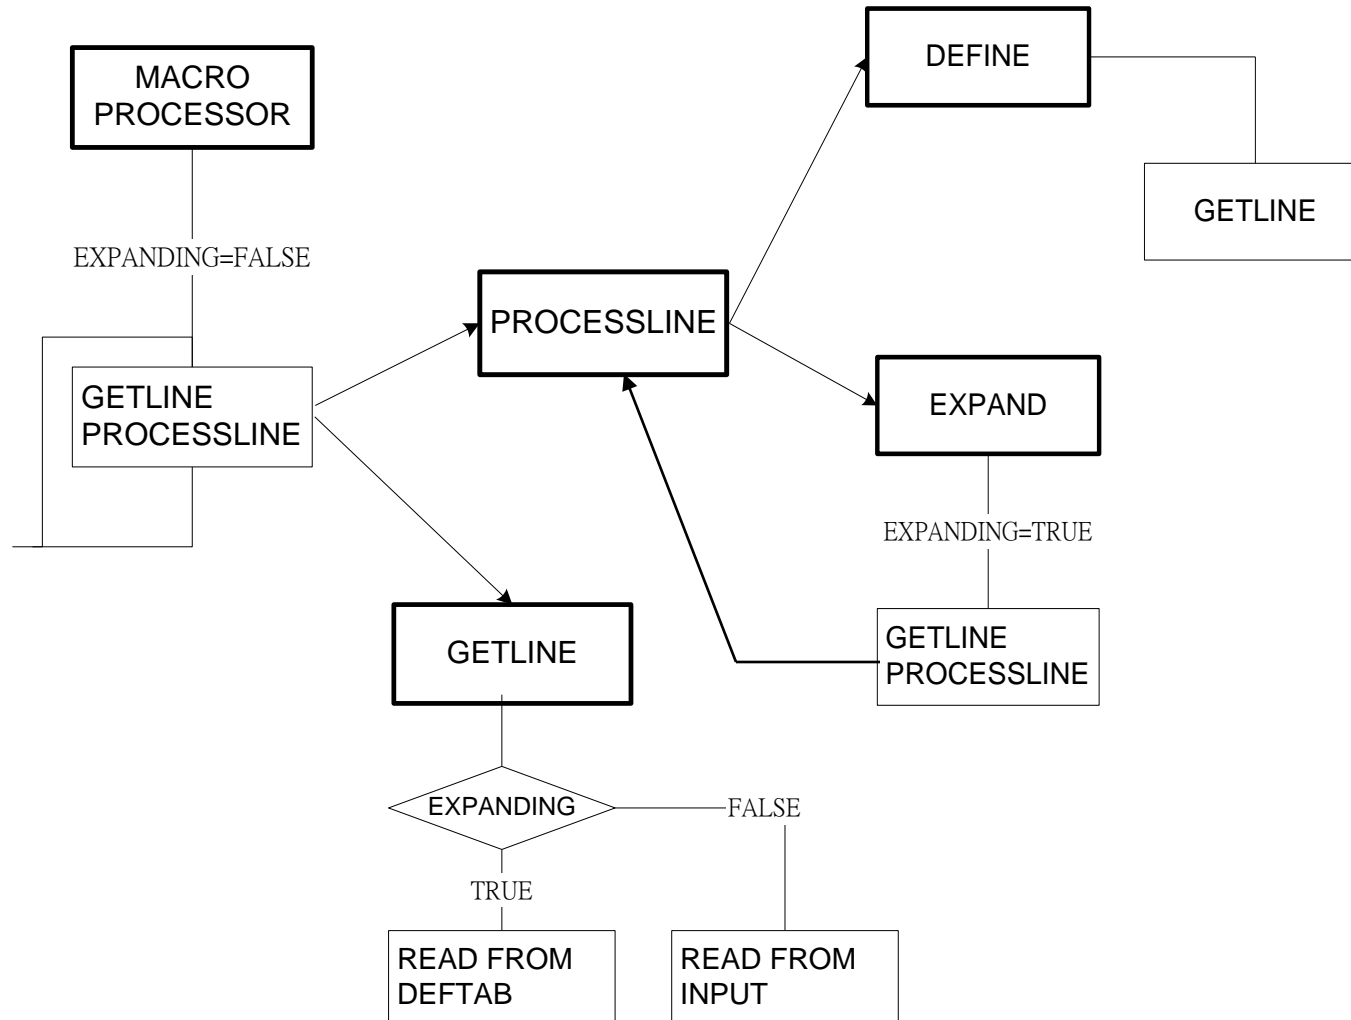 MACRO
PROCESSOR
EXPANDING=FALSE
GETLINE
PROCESSLINE
PROCESSLINE
DEFINE
GETLINE
EXPAND
EXPANDING=TRUE
GETLINE
PROCESSLINE
GETLINE
EXPANDING
FALSE
TRUE
READ FROM
DEFTAB
READ FROM
INPUT